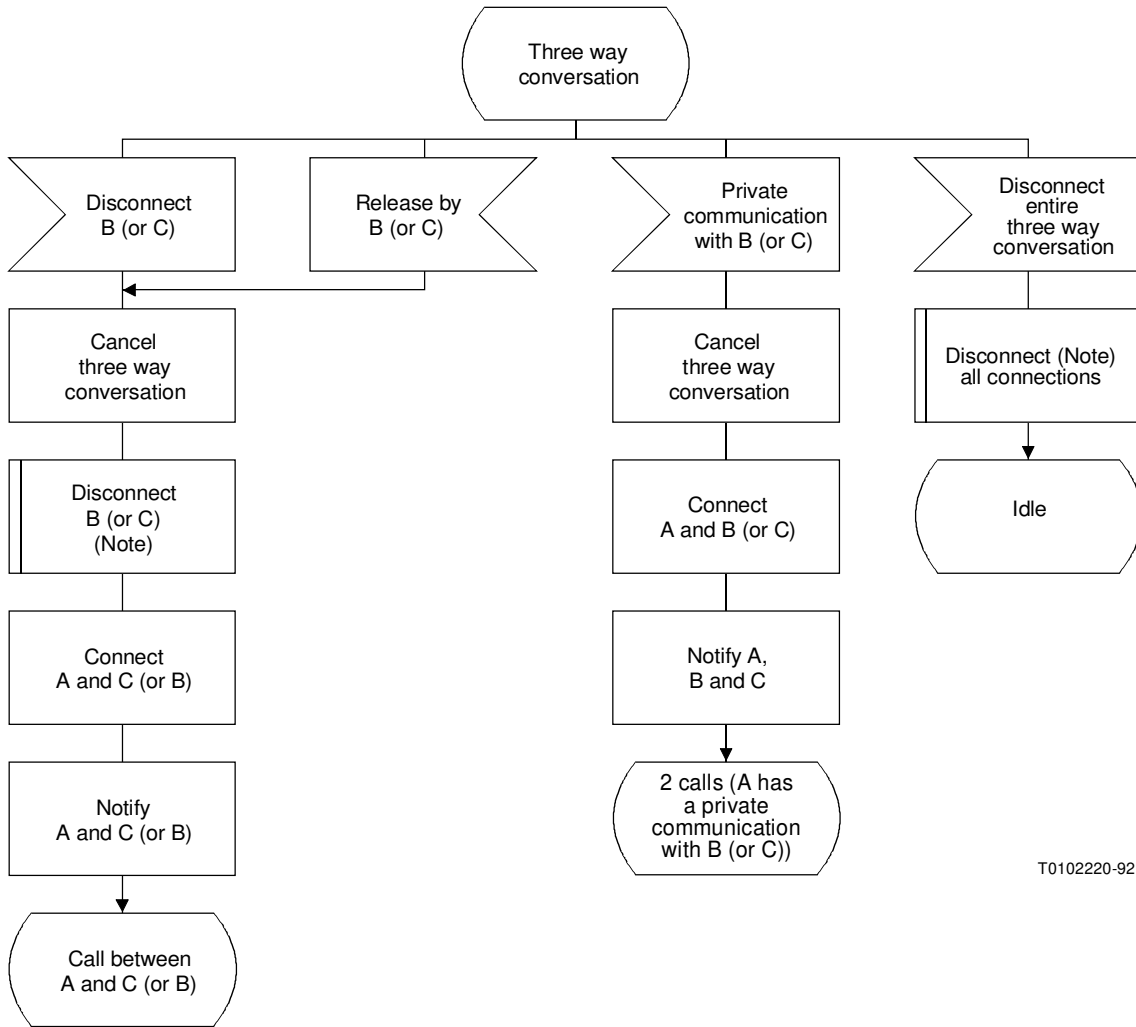 Three way
conversation
Disconnect
B (or C)
Release by
B (or C)
Private
communication
with B (or C)
Disconnect
entire
three way
conversation
Cancel
three way
conversation
Cancel
three way
conversation
Disconnect (Note)
all connections
Disconnect
B (or C)
(Note)
Connect
A and B (or C)
Idle
Connect
A and C (or B)
Notify A,
B and C
Notify
A and C (or B)
2 calls (A has
a private
communication
with B (or C))
T0102220-92
Call between
A and C (or B)